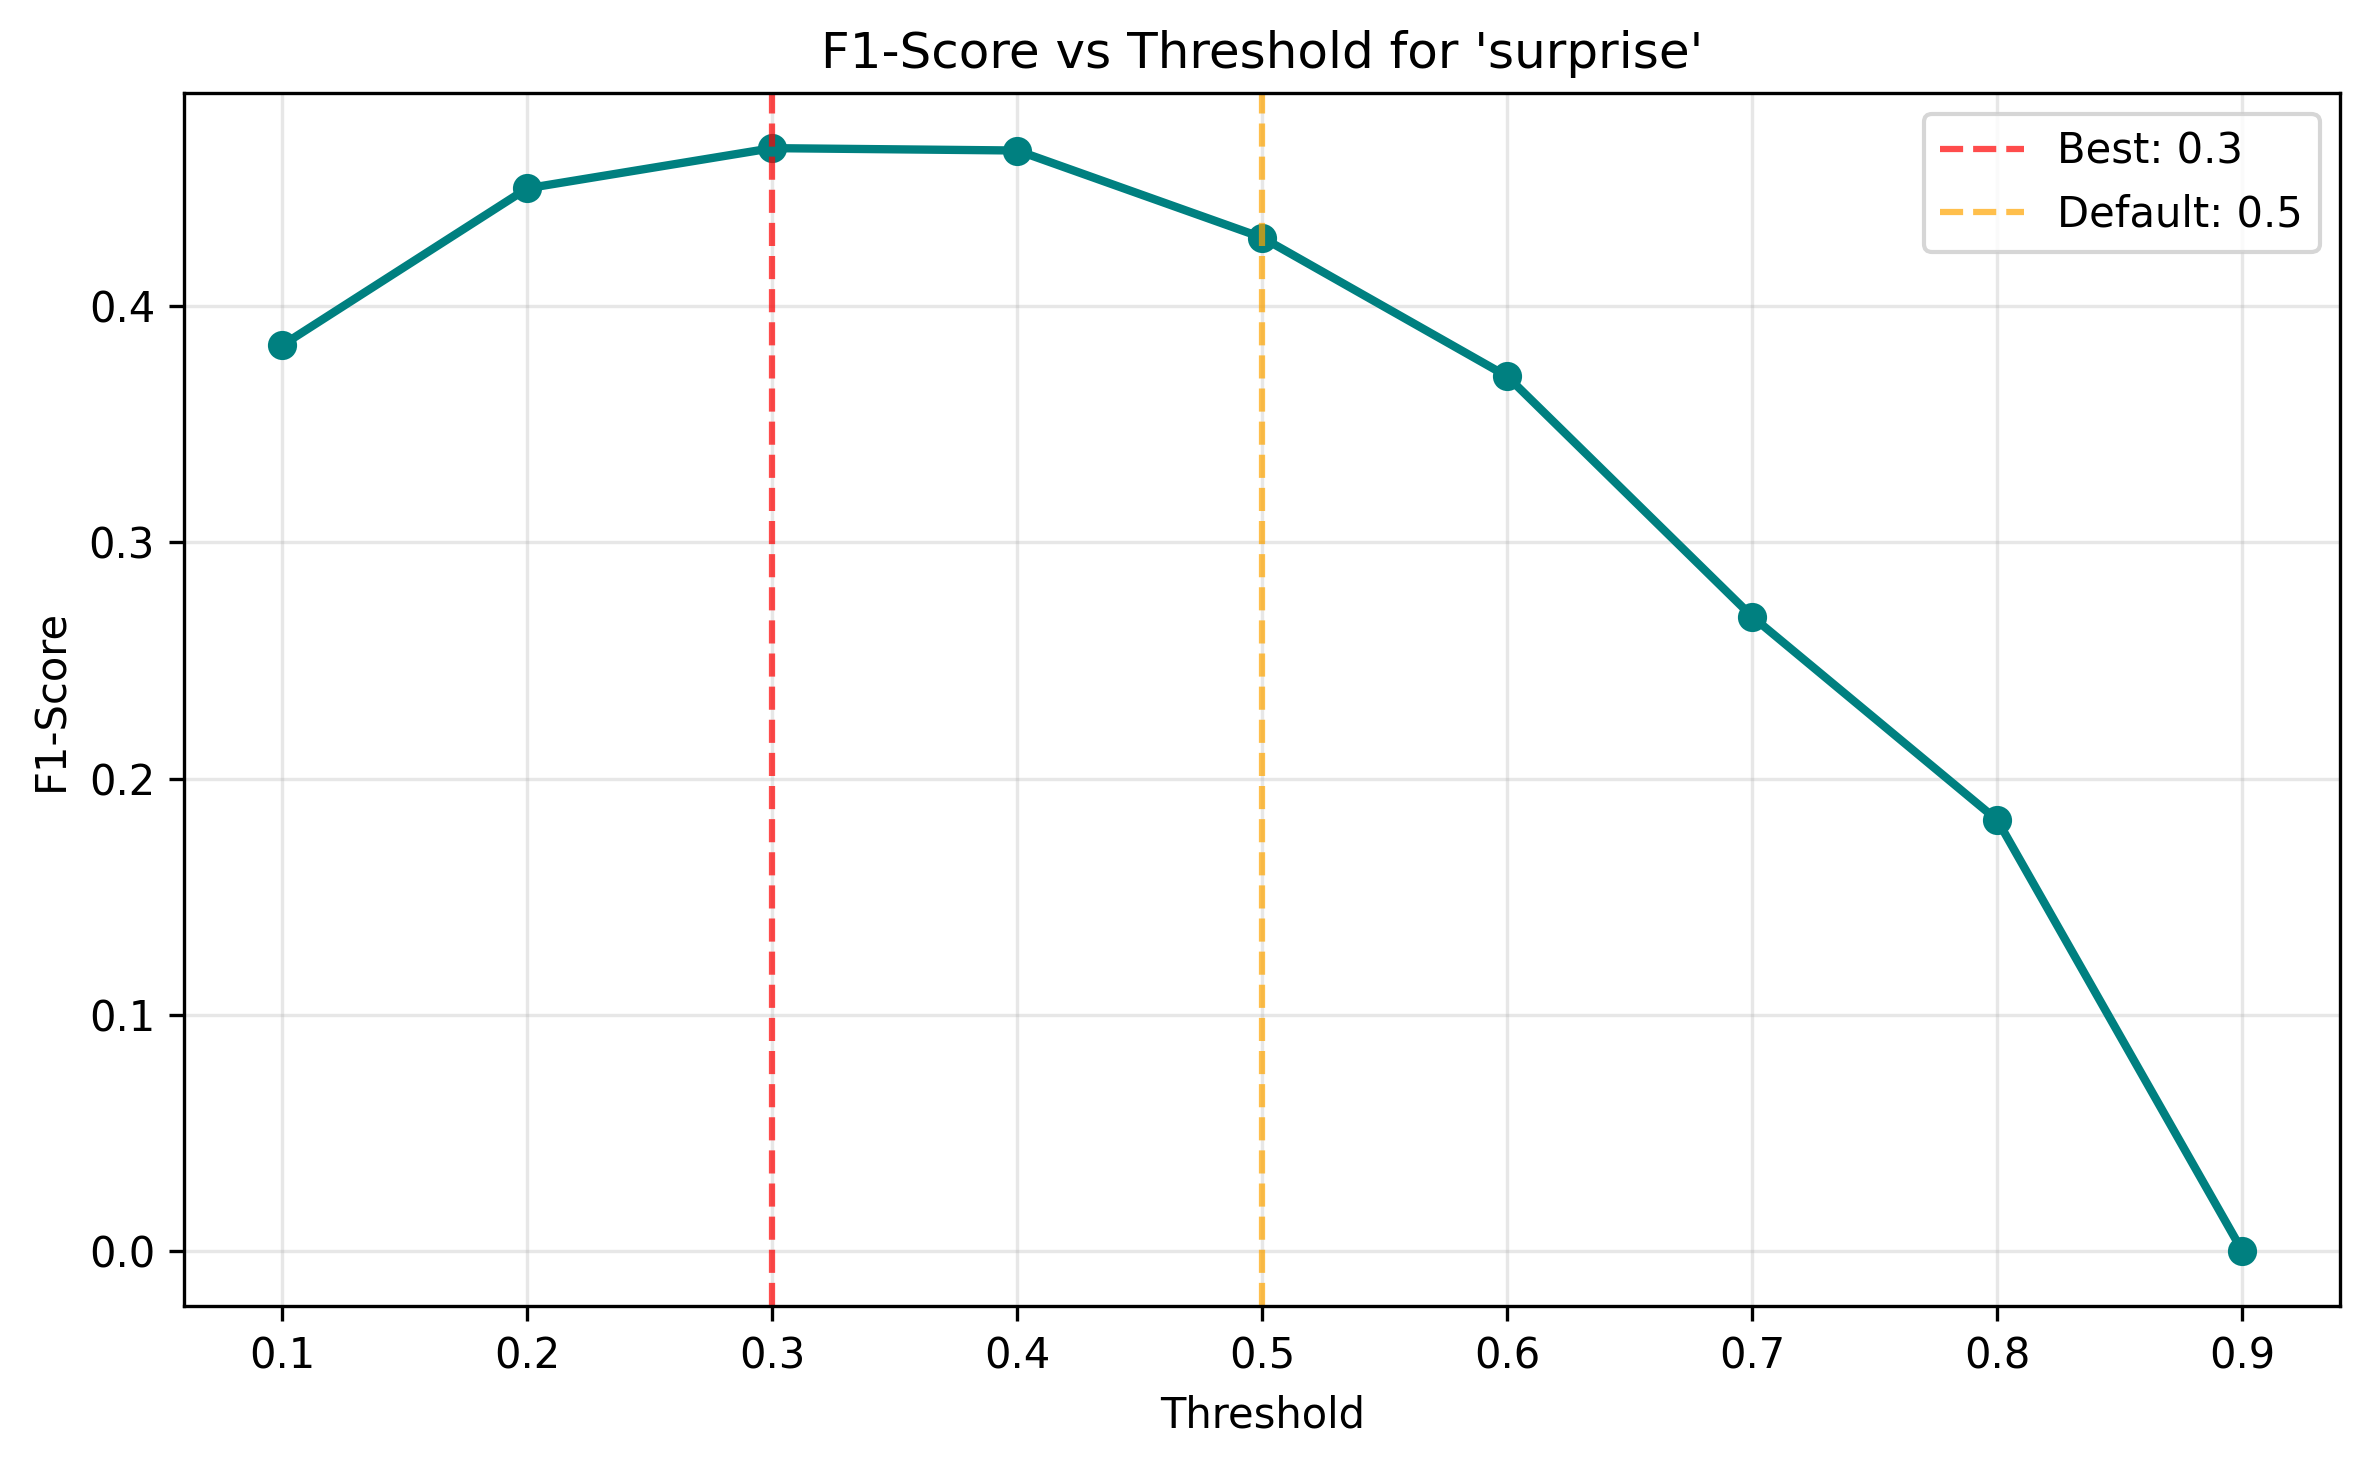 F1-Score vs Threshold for 'surprise'
Best: 0.3
Default: 0.5
F1-Score
0.4
0.3
0.2
0.1
0.0
0.1 0.2 0.3 0.4 0.5 0.6 0.7 0.8 0.9
Threshold